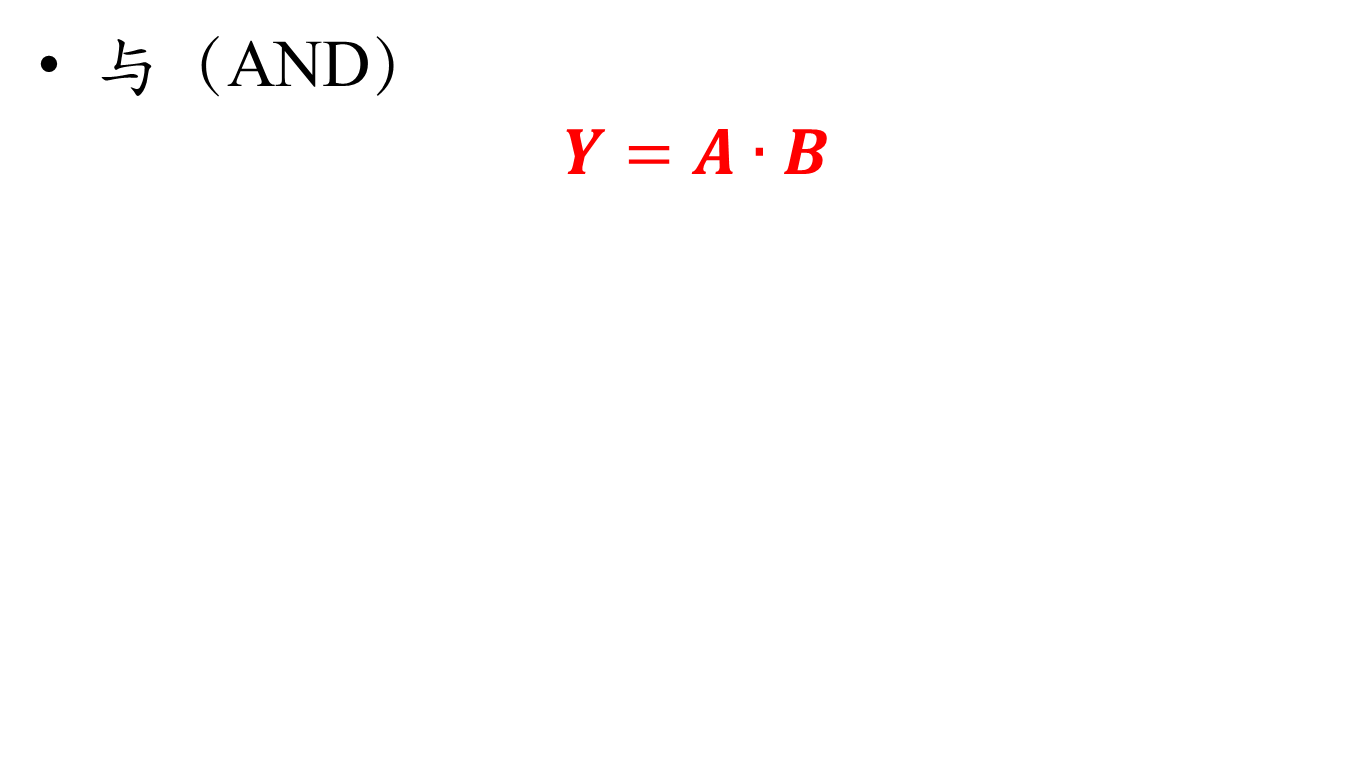 • 与（AND）
Y = A · B